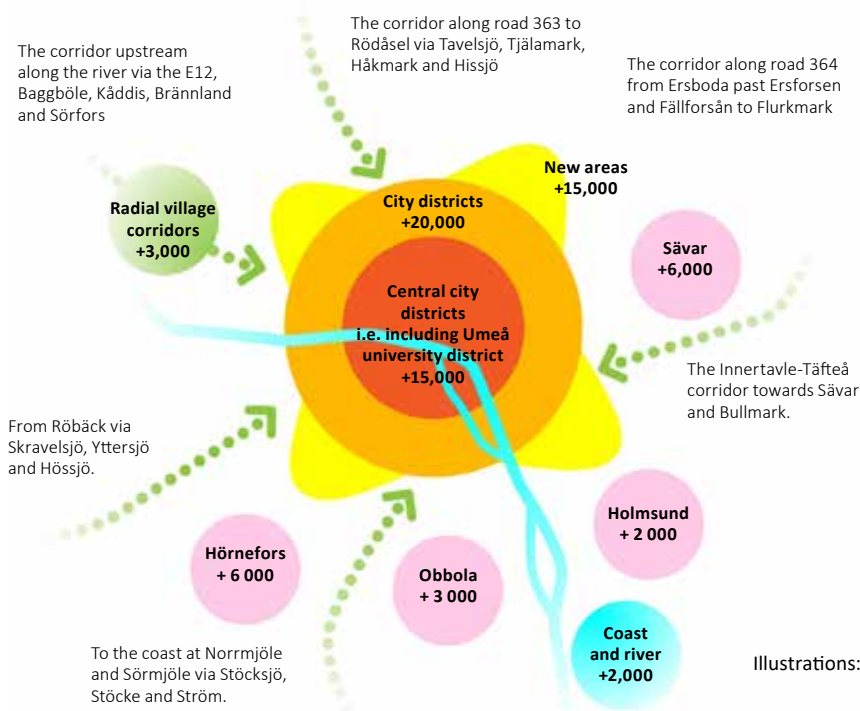 The corridor upstream
along the river via the E12,
Baggböle, Kåddis, Brännland
and Sörfors
The corridor along road 363 to
Rödåsel via Tavelsjö, Tjälamark,
Håkmark and Hissjö
The corridor along road 364
from Ersboda past Ersforsen
and Fällforsån to Flurkmark
New areas
+15,000
Radial village
corridors
+3,000
City districts
+20,000
Sävar
+6,000
Central city
districts
i.e. including Umeå
university district
+15,000
The Innertavle-Täfteå
corridor towards Sävar
and Bullmark.
From Röbäck via
Skravelsjö, Yttersjö
and Hössjö.
Hörnefors
+ 6 000
Obbola
+ 3 000
Holmsund
+ 2 000
To the coast at Norrmjöle
and Sörmjöle via Stöcksjö,
Stöcke and Ström.
Coast
and river
+2,000
Illustrations: